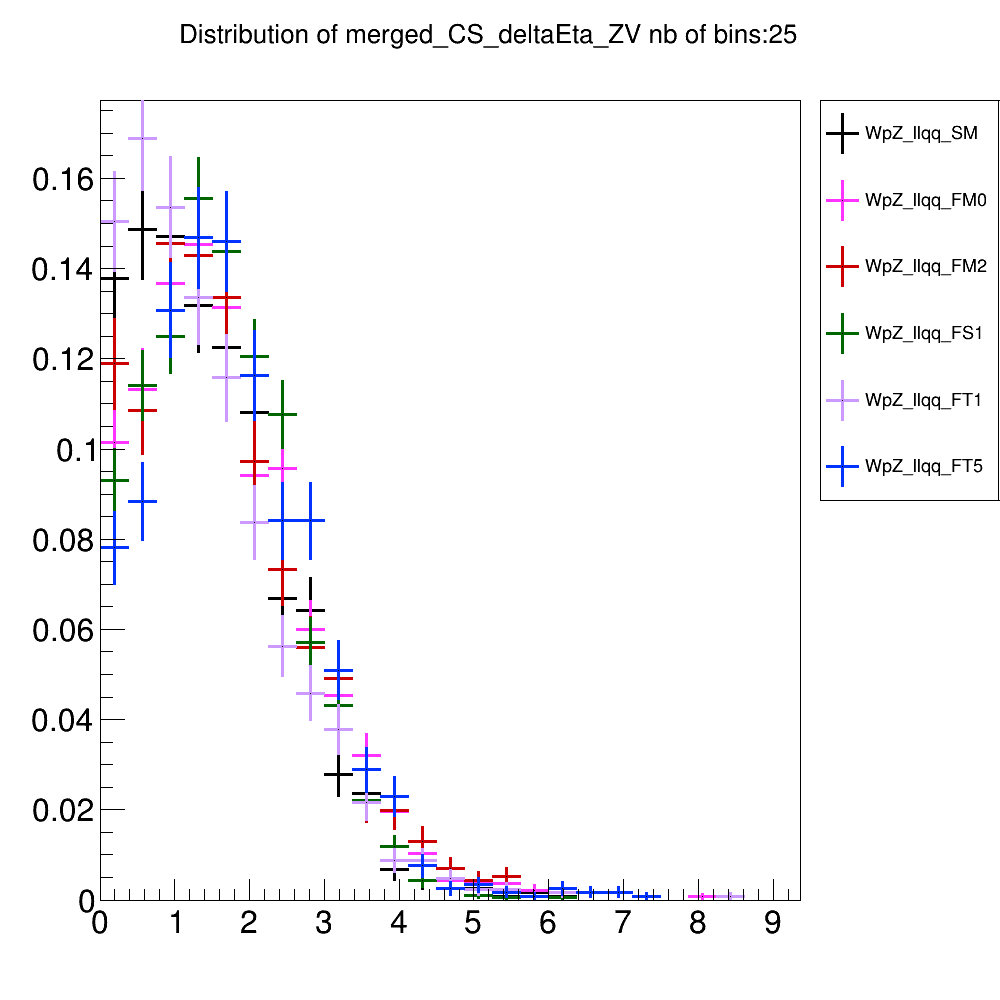 Distribution of merged_CS_deltaEta_ZV nb of bins:25
0.16
0.14
0.12
0.1
0.08
0.06
0.04
0.02
0
0 1 2 3 4 5 6 7 8 9
WpZ_llqq_SM
WpZ_llqq_FM0
WpZ_llqq_FM2
WpZ_llqq_FS1
WpZ_llqq_FT1
WpZ_llqq_FT5